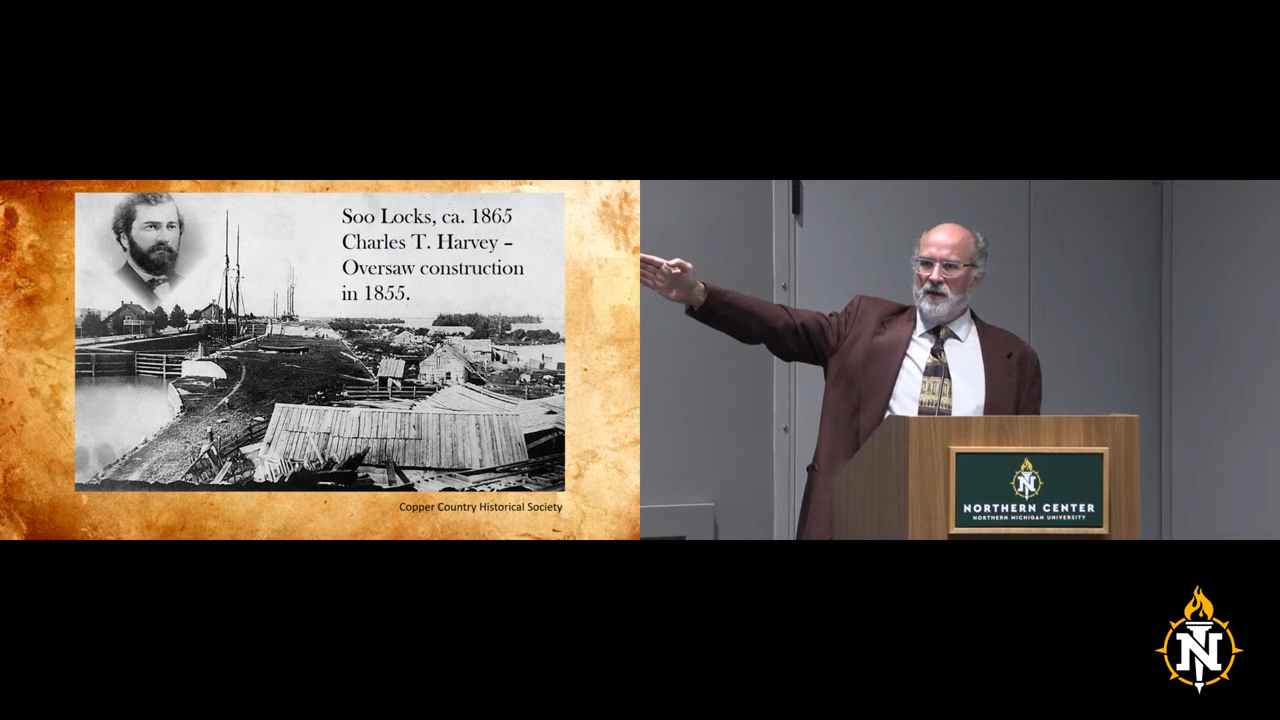 Soo Locks, ca. 1865
Charles T. Harvey –
Oversaw construction
in 1855.
Copper Country Historical Society
N
NORTHERN CENTER
NORTHERN MICHIGAN UNIVERSITY
N